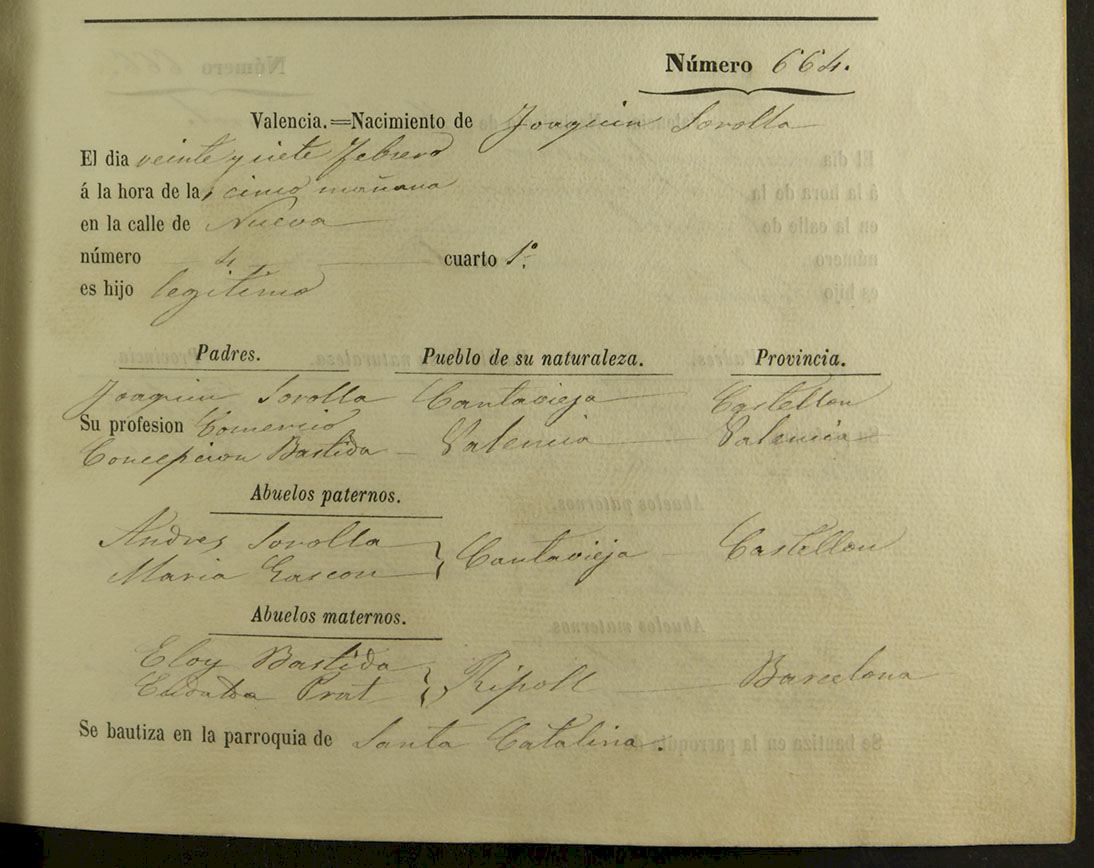 Número 664.
Valencia.=Nacimiento de Joaquin Sorolla
El dia veinte y siete Febrero
á la hora de la, cinco mañana
en la calle de Nueva
número 4 cuarto 1º.
es hijo legitimo
Padres. Pueblo de su naturaleza. Provincia.
Joaquin Sorolla Cantavieja Castellon
Su profesion Comercio
Concepcion Bastida Valencia Valencia
Abuelos paternos.
Andres Sorolla
Maria Gascon } Cantavieja Castellon
Abuelos maternos.
Eloy Bastida
Prat } Ripoll Barcelona
Se bautiza en la parroquia de Santa Catalina.